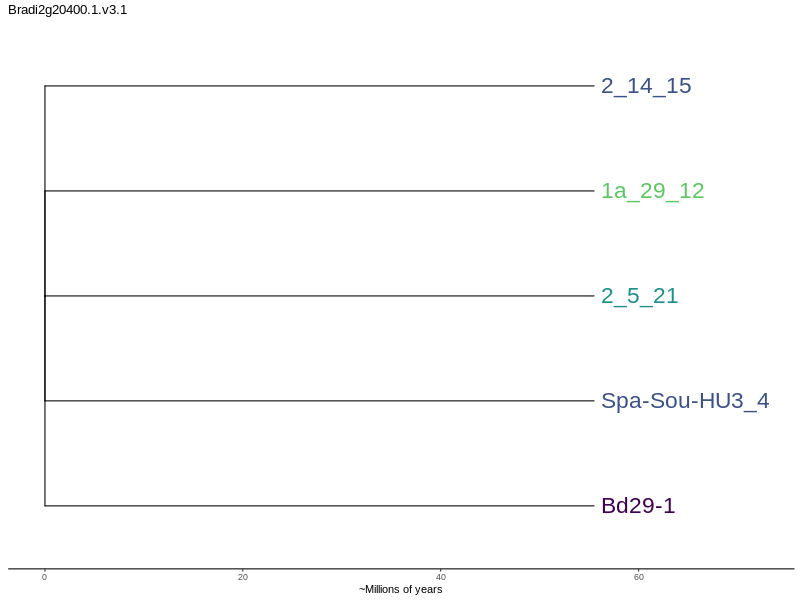 Bradi2g20400.1.v3.1
2_14_15
1a_29_12
2_5_21
Spa-Sou-HU3_4
Bd29-1
0 20 40 60
~Millions of years